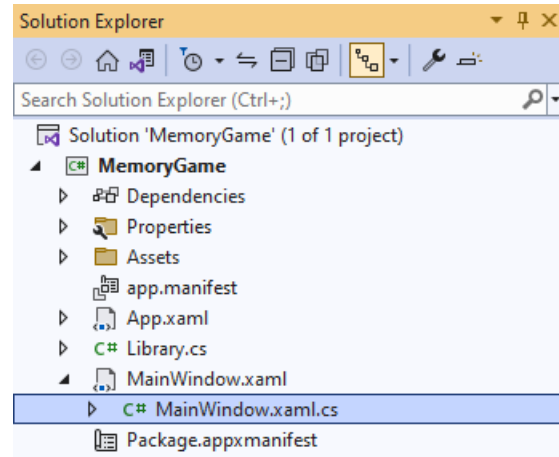 Solution Explorer
Search Solution Explorer (Ctrl+;)
Solution 'MemoryGame' (1 of 1 project)
C# MemoryGame
Dependencies
Properties
Assets
app.manifest
App.xaml
C# Library.cs
MainWindow.xaml
C# MainWindow.xaml.cs
Package.appxmanifest